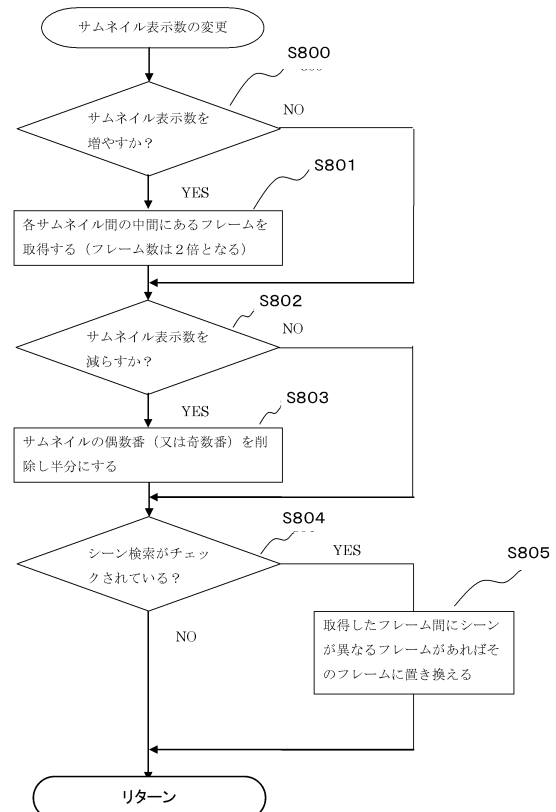 サムネイル表示数の変更
S800
サムネイル表示数を
増やすか？
NO
YES
S801
各サムネイル間の中間にあるフレームを
取得する（フレーム数は２倍となる）
S802
サムネイル表示数を
減らすか？
NO
YES
S803
サムネイルの偶数番（又は奇数番）を削
除し半分にする
S804
シーン検索がチェッ
クされている？
YES
NO
S805
取得したフレーム間にシーン
が異なるフレームがあればそ
のフレームに置き換える
リターン